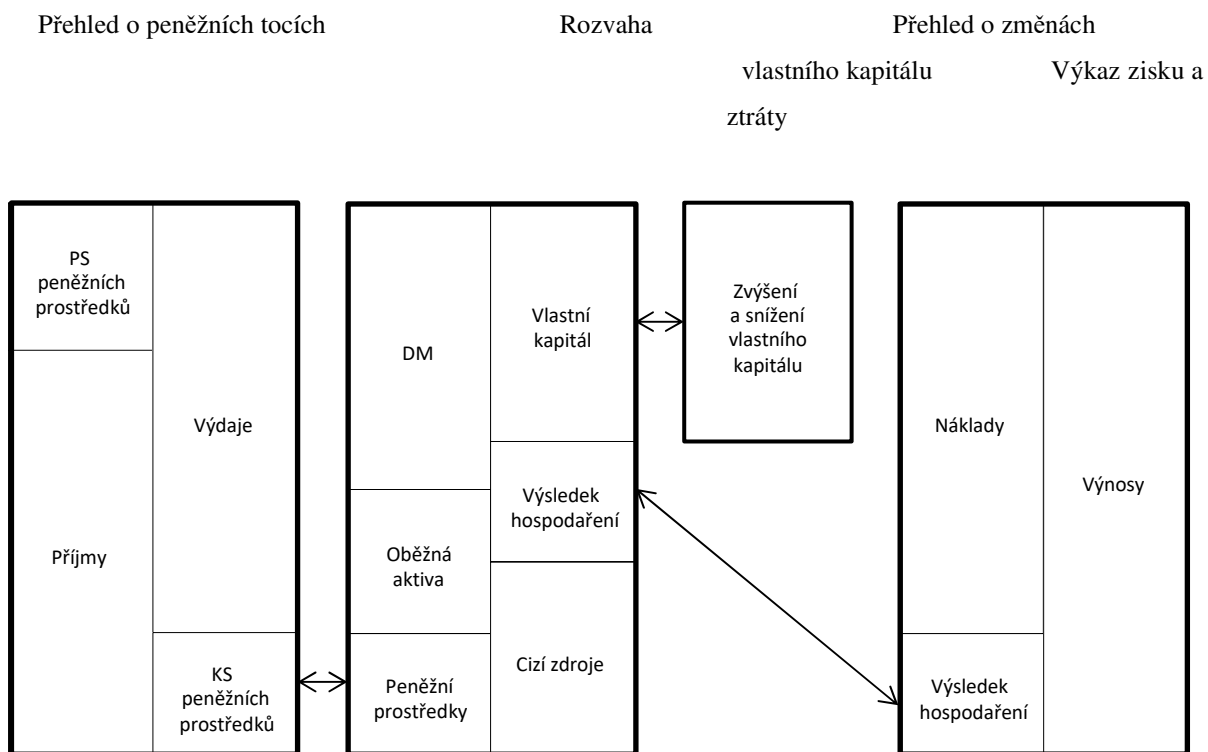 Přehled o peněžních tocích Rozvaha Přehled o změnách
vlastního kapitálu Výkaz zisku a
ztráty
PS
peněžních
prostředků
Příjmy
Výdaje
KS
peněžních
prostředků
DM
Oběžná
aktiva
Peněžní
prostředky
Vlastní
kapitál
Výsledek
hospodaření
Cizí zdroje
Zvýšení
a snížení
vlastního
kapitálu
Náklady
Výsledek
hospodaření
Výnosy